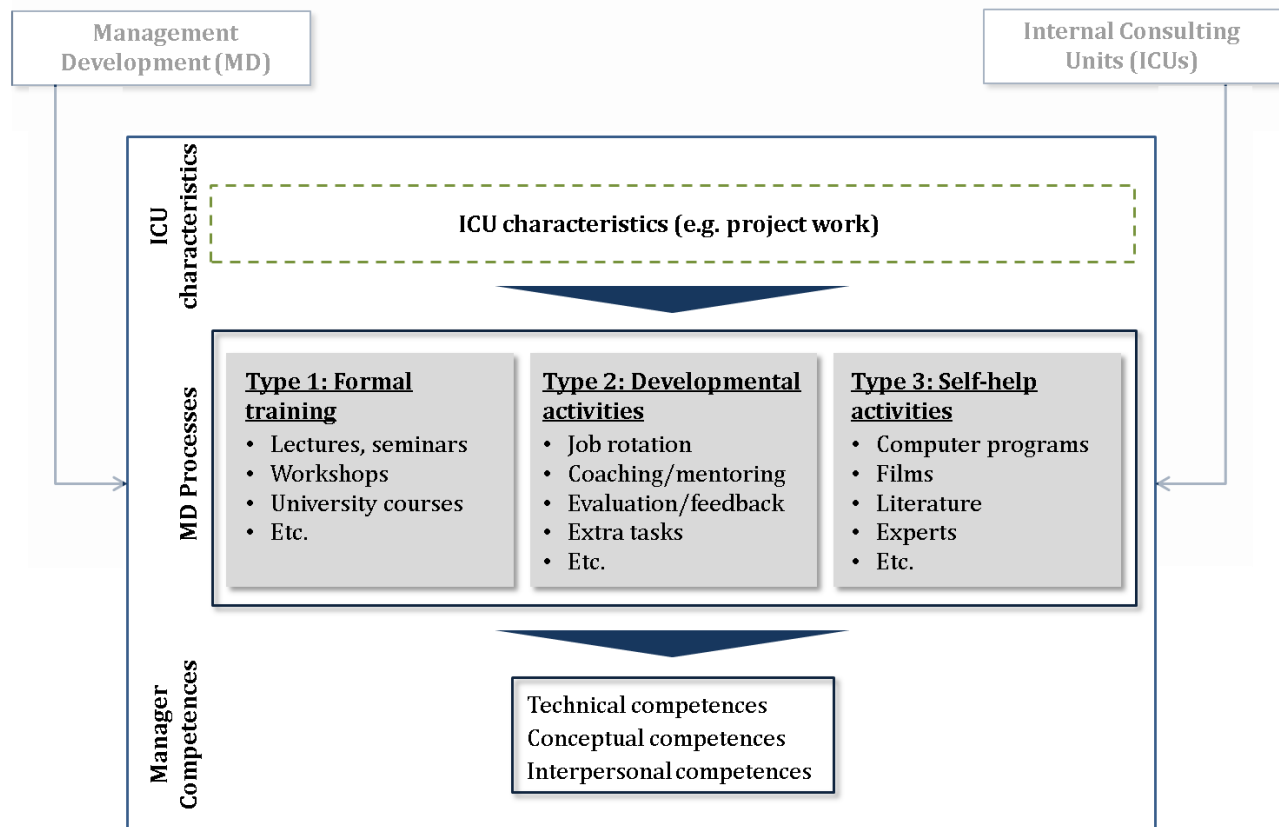 Management
Development (MD)
Internal Consulting
Units (ICUs)
ICU
characteristics
ICU characteristics (e.g. project work)
MD Processes
Type 1: Formal
training
• Lectures, seminars
• Workshops
• University courses
• Etc.
Type 2: Developmental
activities
• Job rotation
• Coaching/mentoring
• Evaluation/feedback
• Extra tasks
• Etc.
Type 3: Self-help
activities
• Computer programs
• Films
• Literature
• Experts
• Etc.
Manager
Competences
Technical competences
Conceptual competences
Interpersonal competences